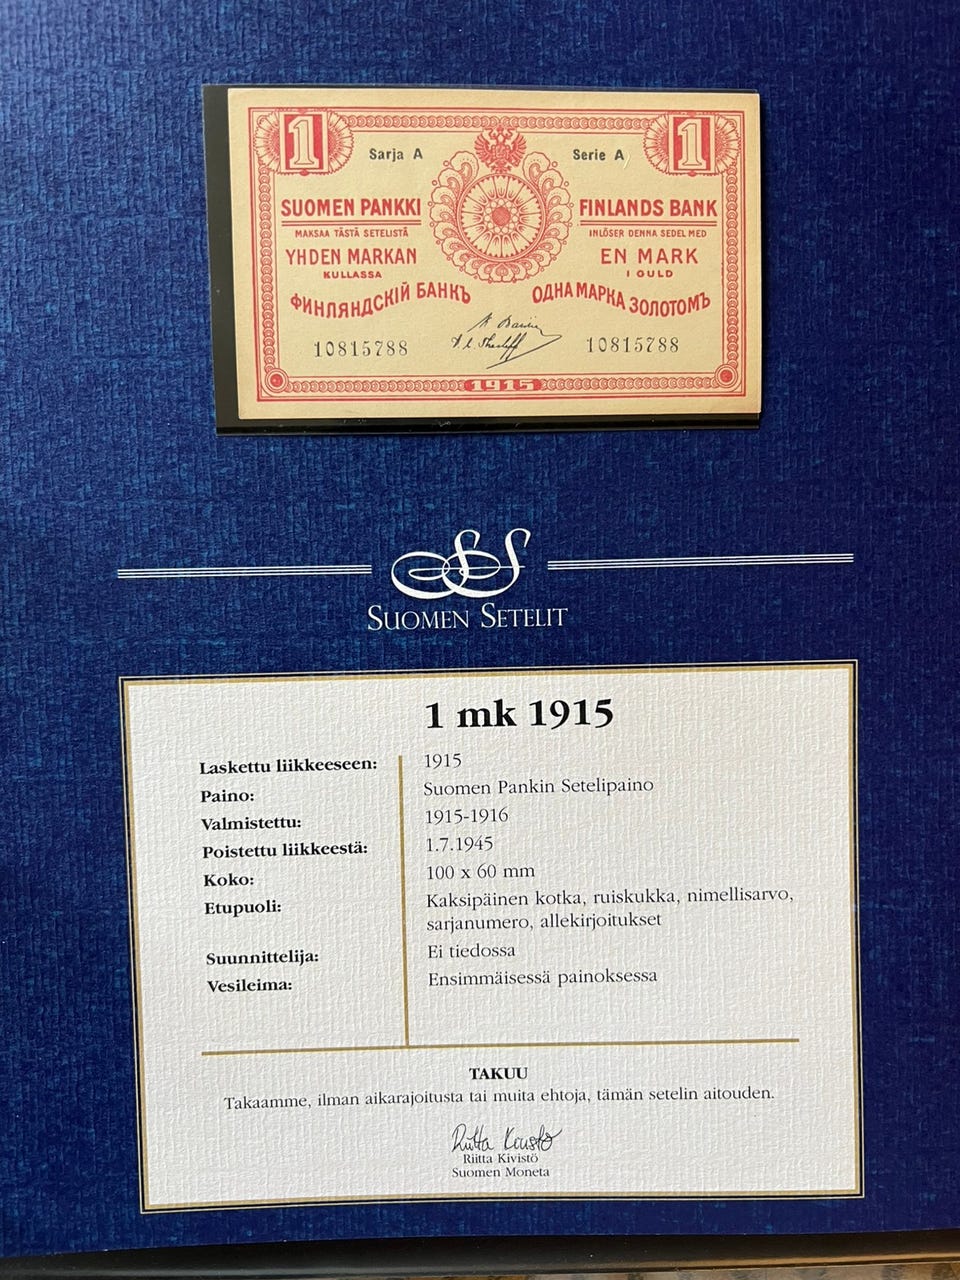 1 1
Sarja A Serie A
SUOMEN PANKKI FINLANDS BANK
MAKSAA TÄSTÄ SETELISTÄ INLÖSER DENNA SEDEL MED
YHDEN MARKAN EN MARK
KULLASSA I GULD
ФИНЛЯНДСКІЙ БАНКЪ ОДНА МАРКА ЗОЛОТОМЪ
10815788 10815788
1915
SS
SUOMEN SETELIT
1 mk 1915
Laskettu liikkeeseen: 1915
Paino: Suomen Pankin Setelipaino
Valmistettu: 1915-1916
Poistettu liikkeestä: 1.7.1945
Koko: 100 x 60 mm
Etupuoli: Kaksipäinen kotka, ruiskukka, nimellisarvo,
sarjanumero, allekirjoitukset
Suunnittelija: Ei tiedossa
Vesileima: Ensimmäisessä painoksessa
TAKUU
Takaamme, ilman aikarajoitusta tai muita ehtoja, tämän setelin aitouden.
Riitta Kivistö
Riitta Kivistö
Suomen Moneta